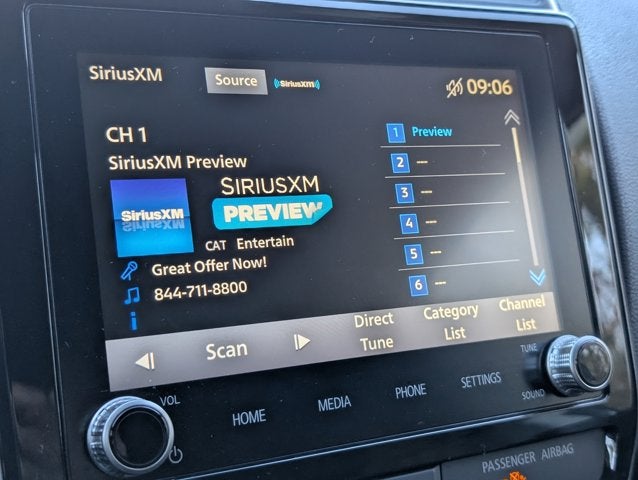 SiriusXM
Source
SiriusXM
09:06
CH 1
SiriusXM Preview
SiriusXM
SIRIUSXM
PREVIEW
CAT Entertain
Great Offer Now!
844-711-8800
1 Preview
2 ---
3 ---
4 ---
5 ---
6 ---
Scan
Direct
Tune
Category
List
Channel
List
VOL
HOME
MEDIA
PHONE
SETTINGS
TUNE
SOUND
PASSENGER AIRBAG